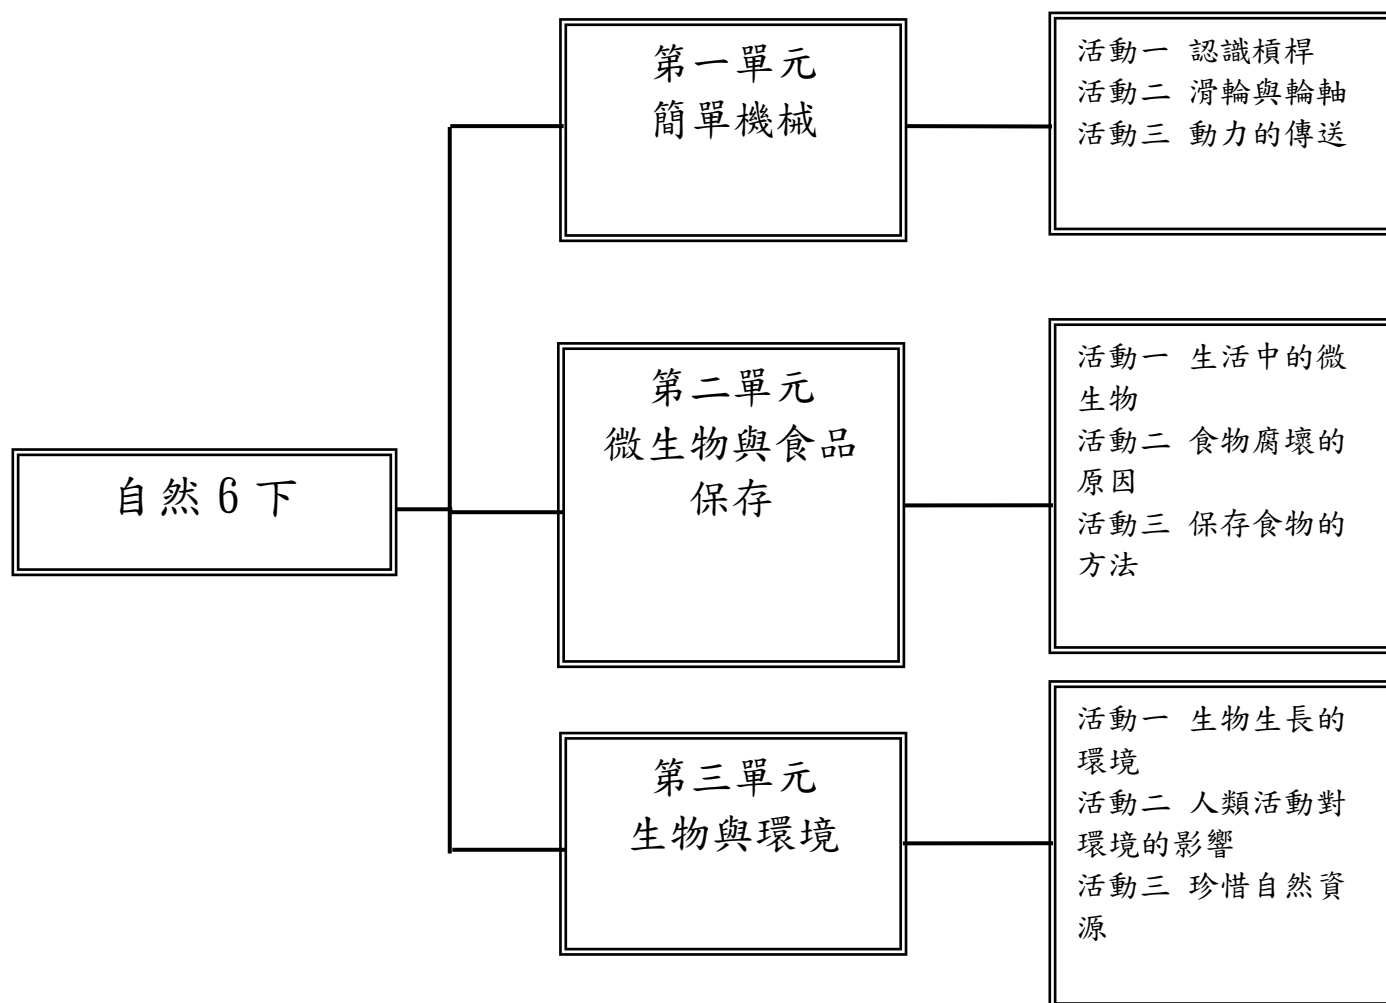 自然 6 下
第一單元
簡單機械
活動一 認識槓桿
活動二 滑輪與輪軸
活動三 動力的傳送
第二單元
微生物與食品
保存
活動一 生活中的微
生物
活動二 食物腐壞的
原因
活動三 保存食物的
方法
第三單元
生物與環境
活動一 生物生長的
環境
活動二 人類活動對
環境的影響
活動三 珍惜自然資
源